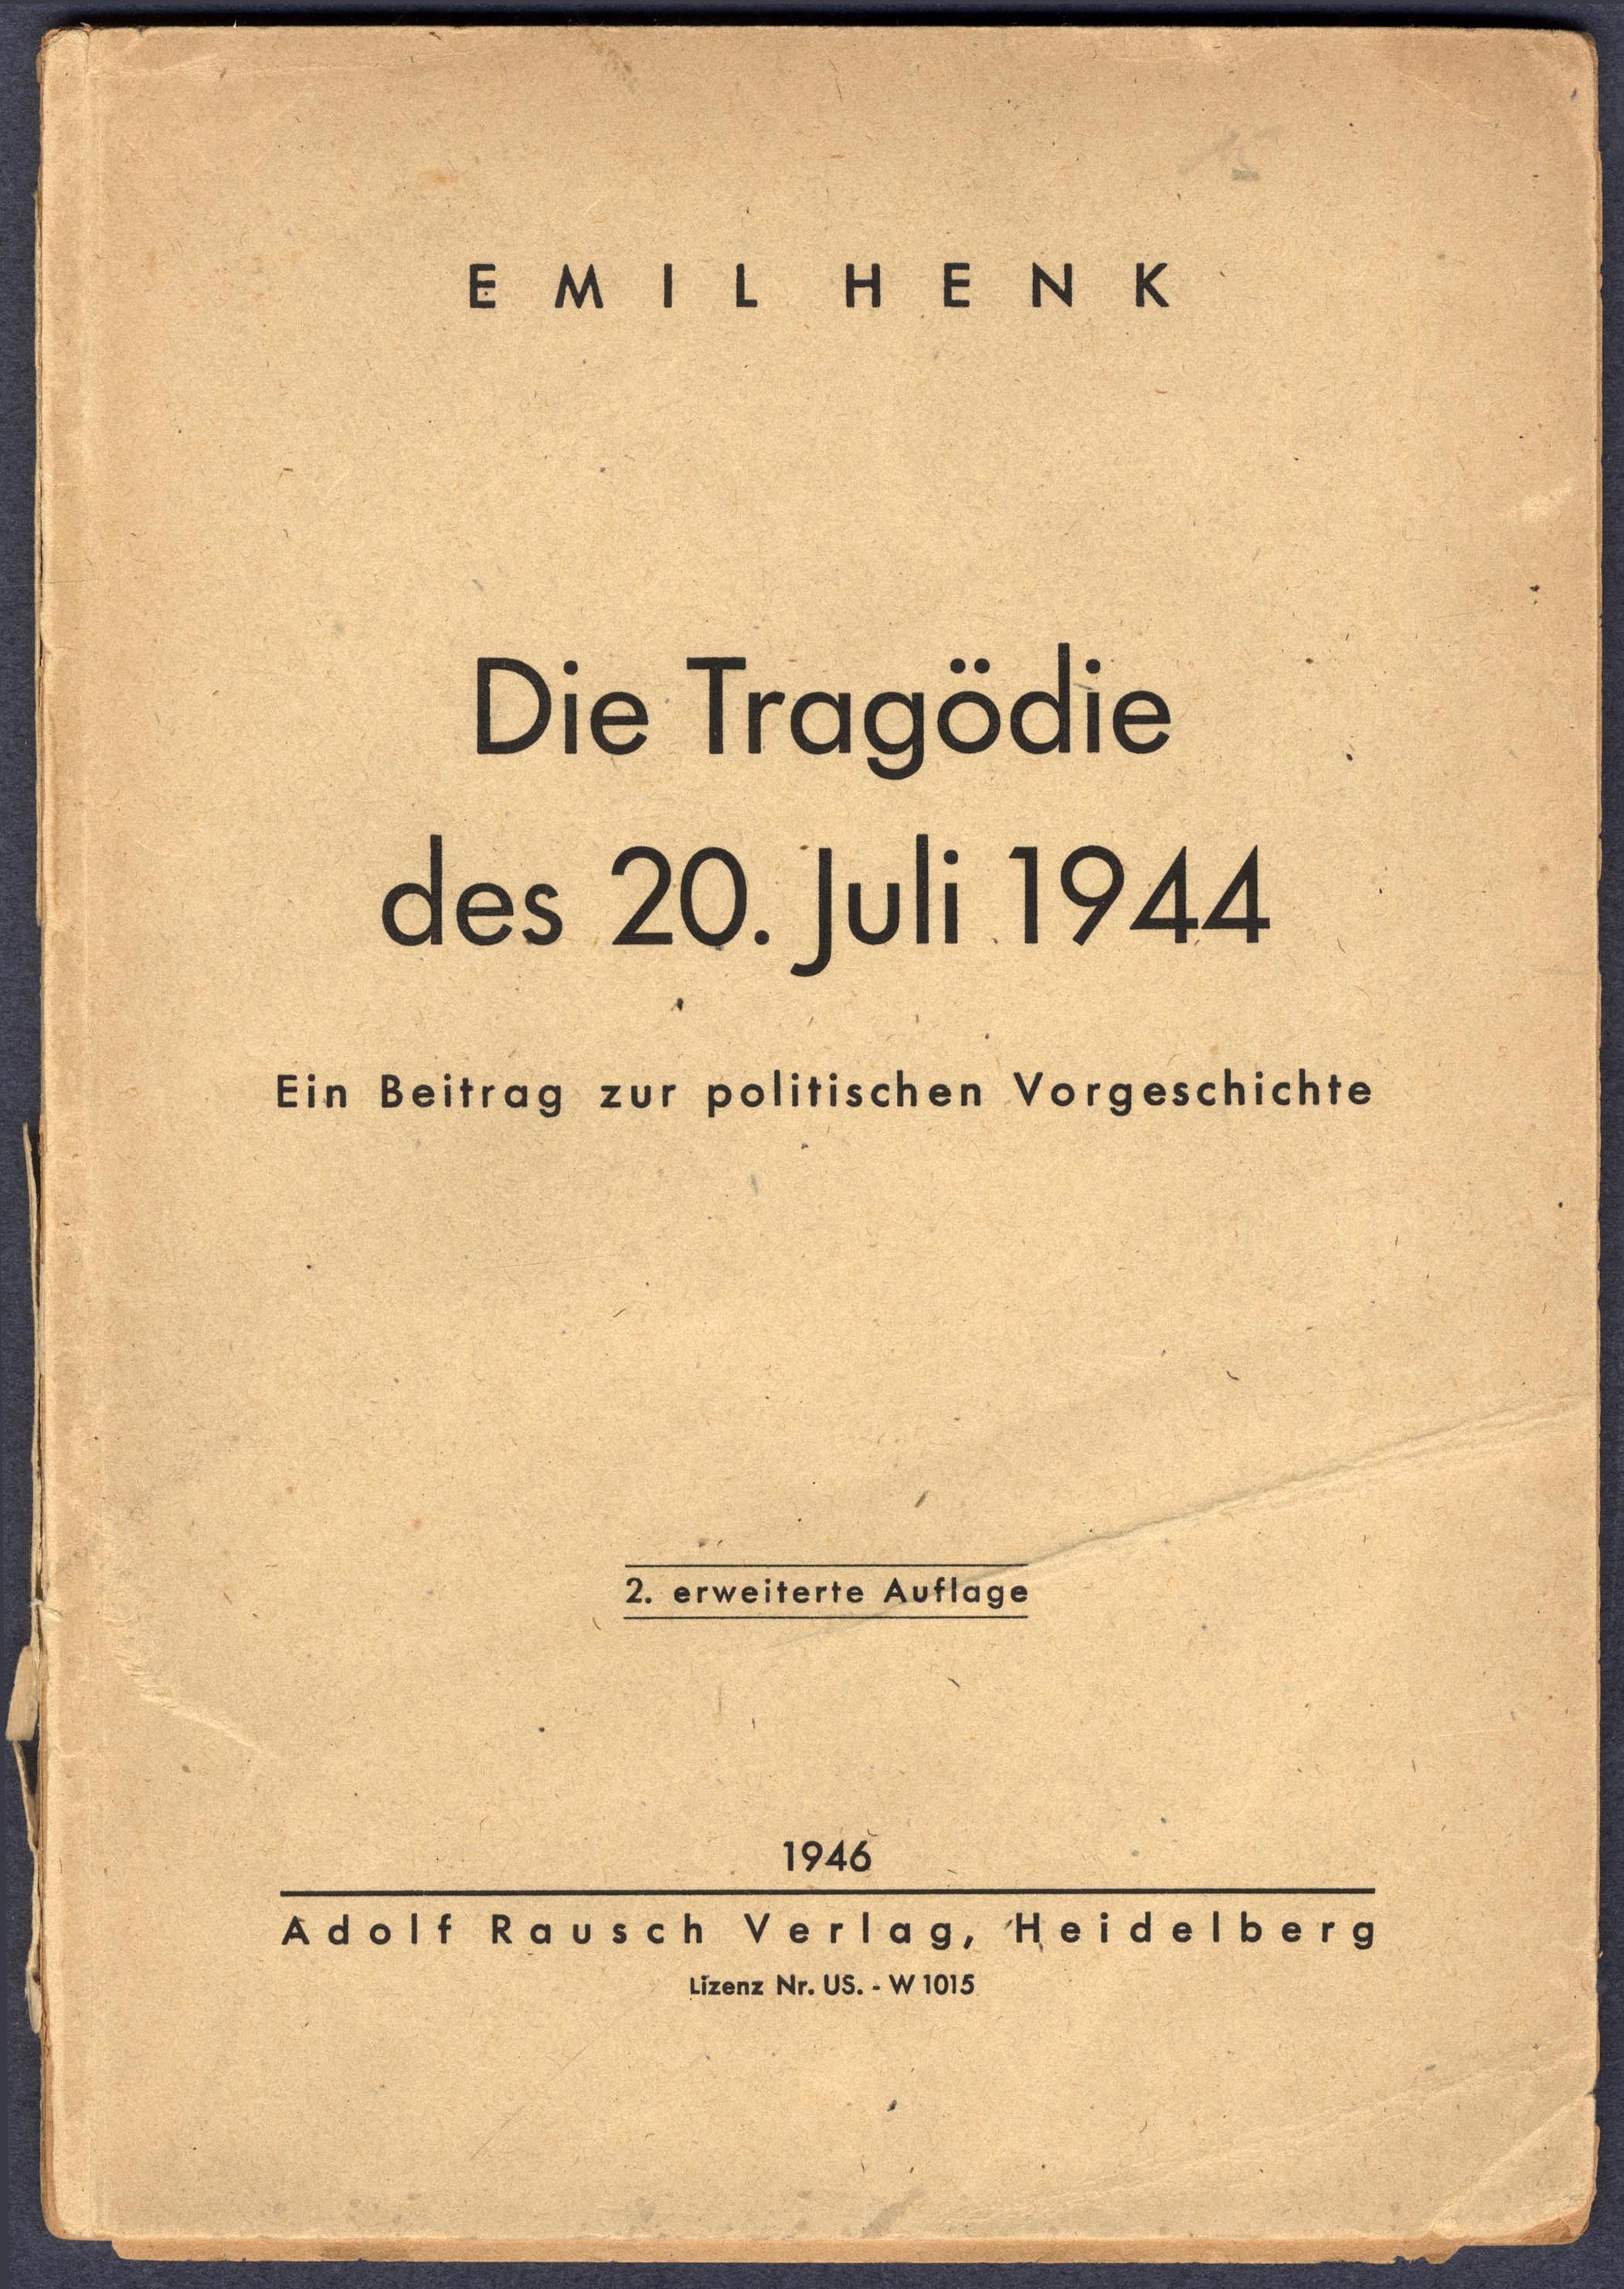 EMIL HENK
Die Tragödie
des 20. Juli 1944
Ein Beitrag zur politischen Vorgeschichte
2. erweiterte Auflage
1946
Adolf Rausch Verlag, Heidelberg
Lizenz Nr. US. - W 1015